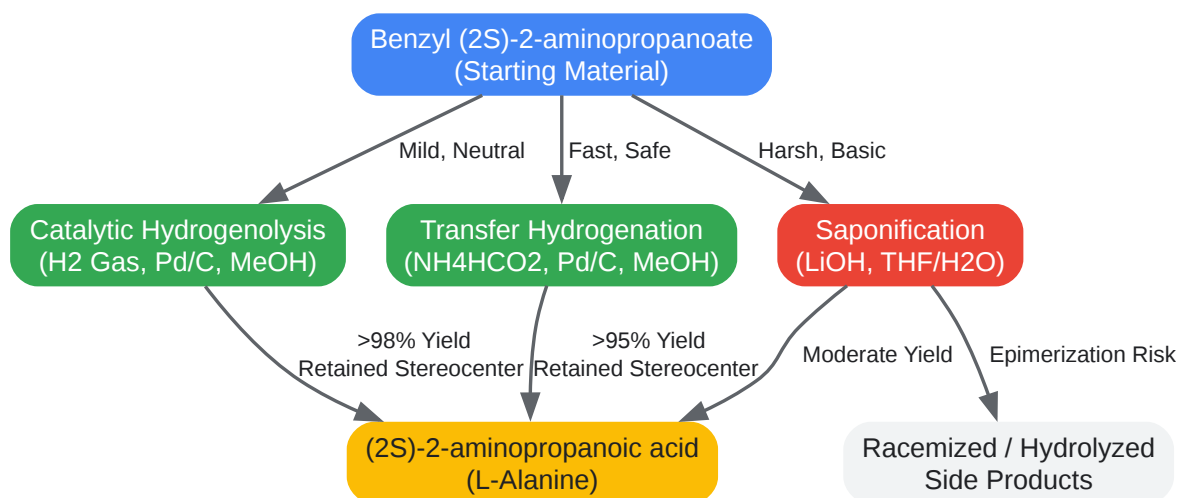 Benzyl (2S)-2-aminopropanoate
(Starting Material)
Mild, Neutral
Fast, Safe
Harsh, Basic
Catalytic Hydrogenolysis
(H2 Gas, Pd/C, MeOH)
Transfer Hydrogenation
(NH4HCO2, Pd/C, MeOH)
Saponification
(LiOH, THF/H2O)
>98% Yield
Retained Stereocenter
>95% Yield
Retained Stereocenter
Moderate Yield
Epimerization Risk
(2S)-2-aminopropanoic acid
(L-Alanine)
Racemized / Hydrolyzed
Side Products